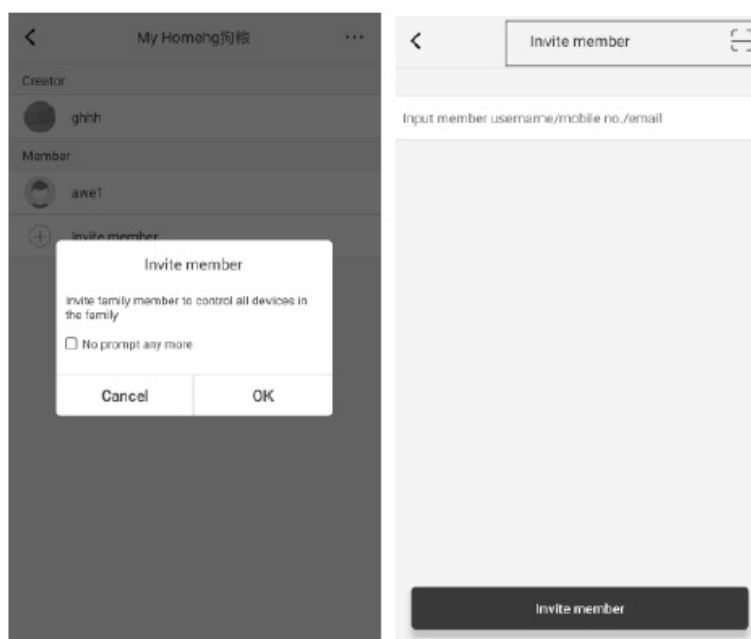 My Homehg狗粮
Creator
ghhh
Member
awe1
Invite member
Invite member
Invite family member to control all devices in
the family
No prompt any more
Cancel
OK
Invite member
Input member username/mobile no./email
Invite member